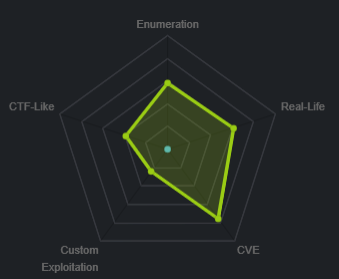 Enumeration
CTF-Like
Real-Life
Custom
Exploitation
CVE